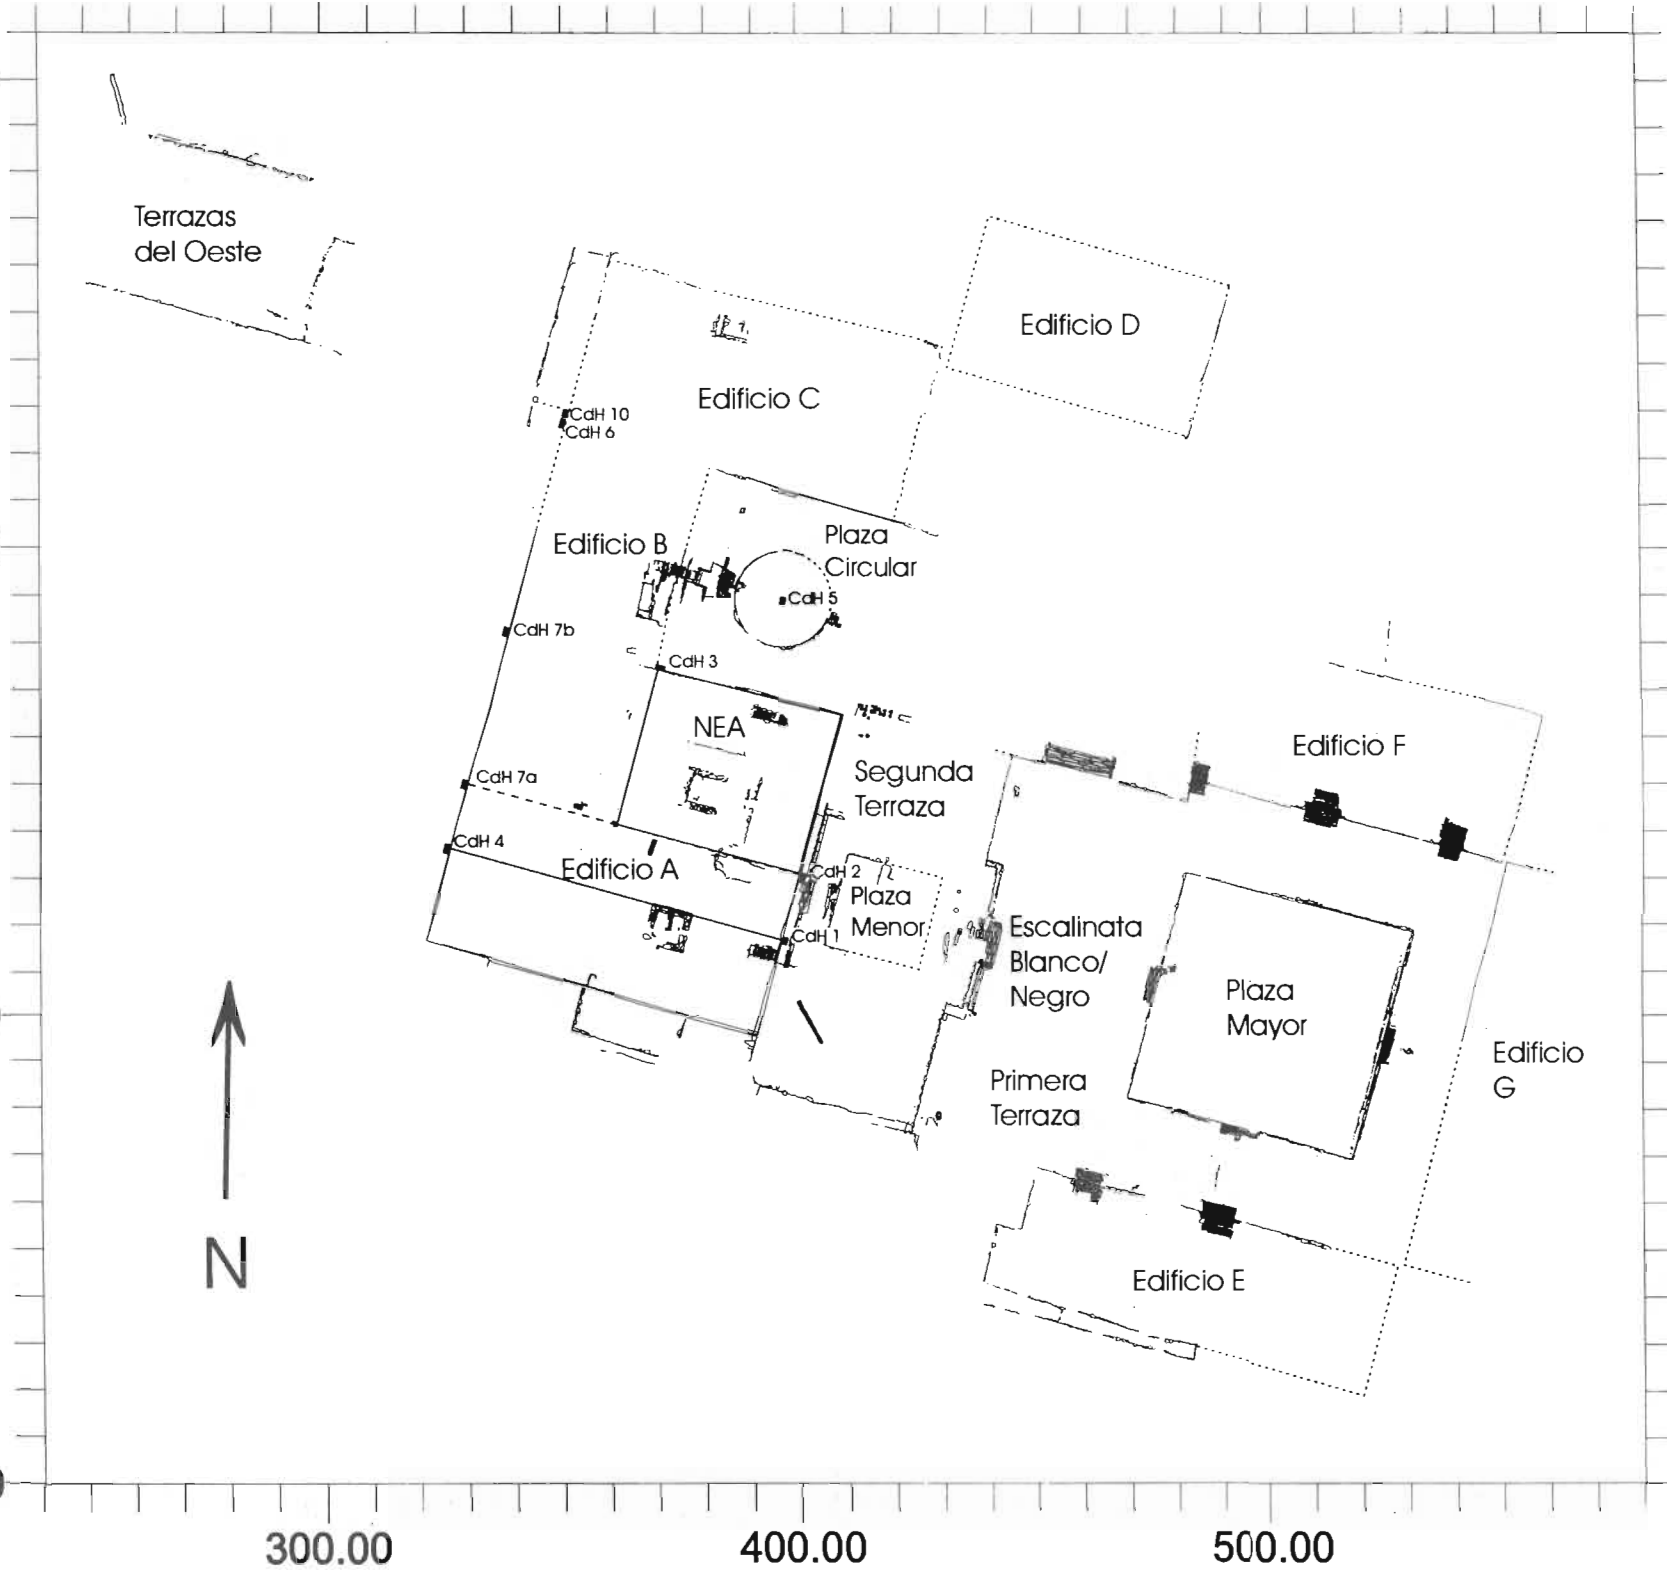 Terrazas
del Oeste
Edificio D
Edificio C
CdH 10
CdH 6
Edificio B
Plaza
Circular
CdH 5
CdH 7b
CdH 3
NEA
Segunda
Terraza
Edificio F
CdH 7a
CdH 4
Edificio A
CdH 2
Plaza
Menor
CdH 1
Escalinata
Blanco/
Negro
Plaza
Mayor
Edificio
G
Primera
Terraza
N
Edificio E
300.00
400.00
500.00